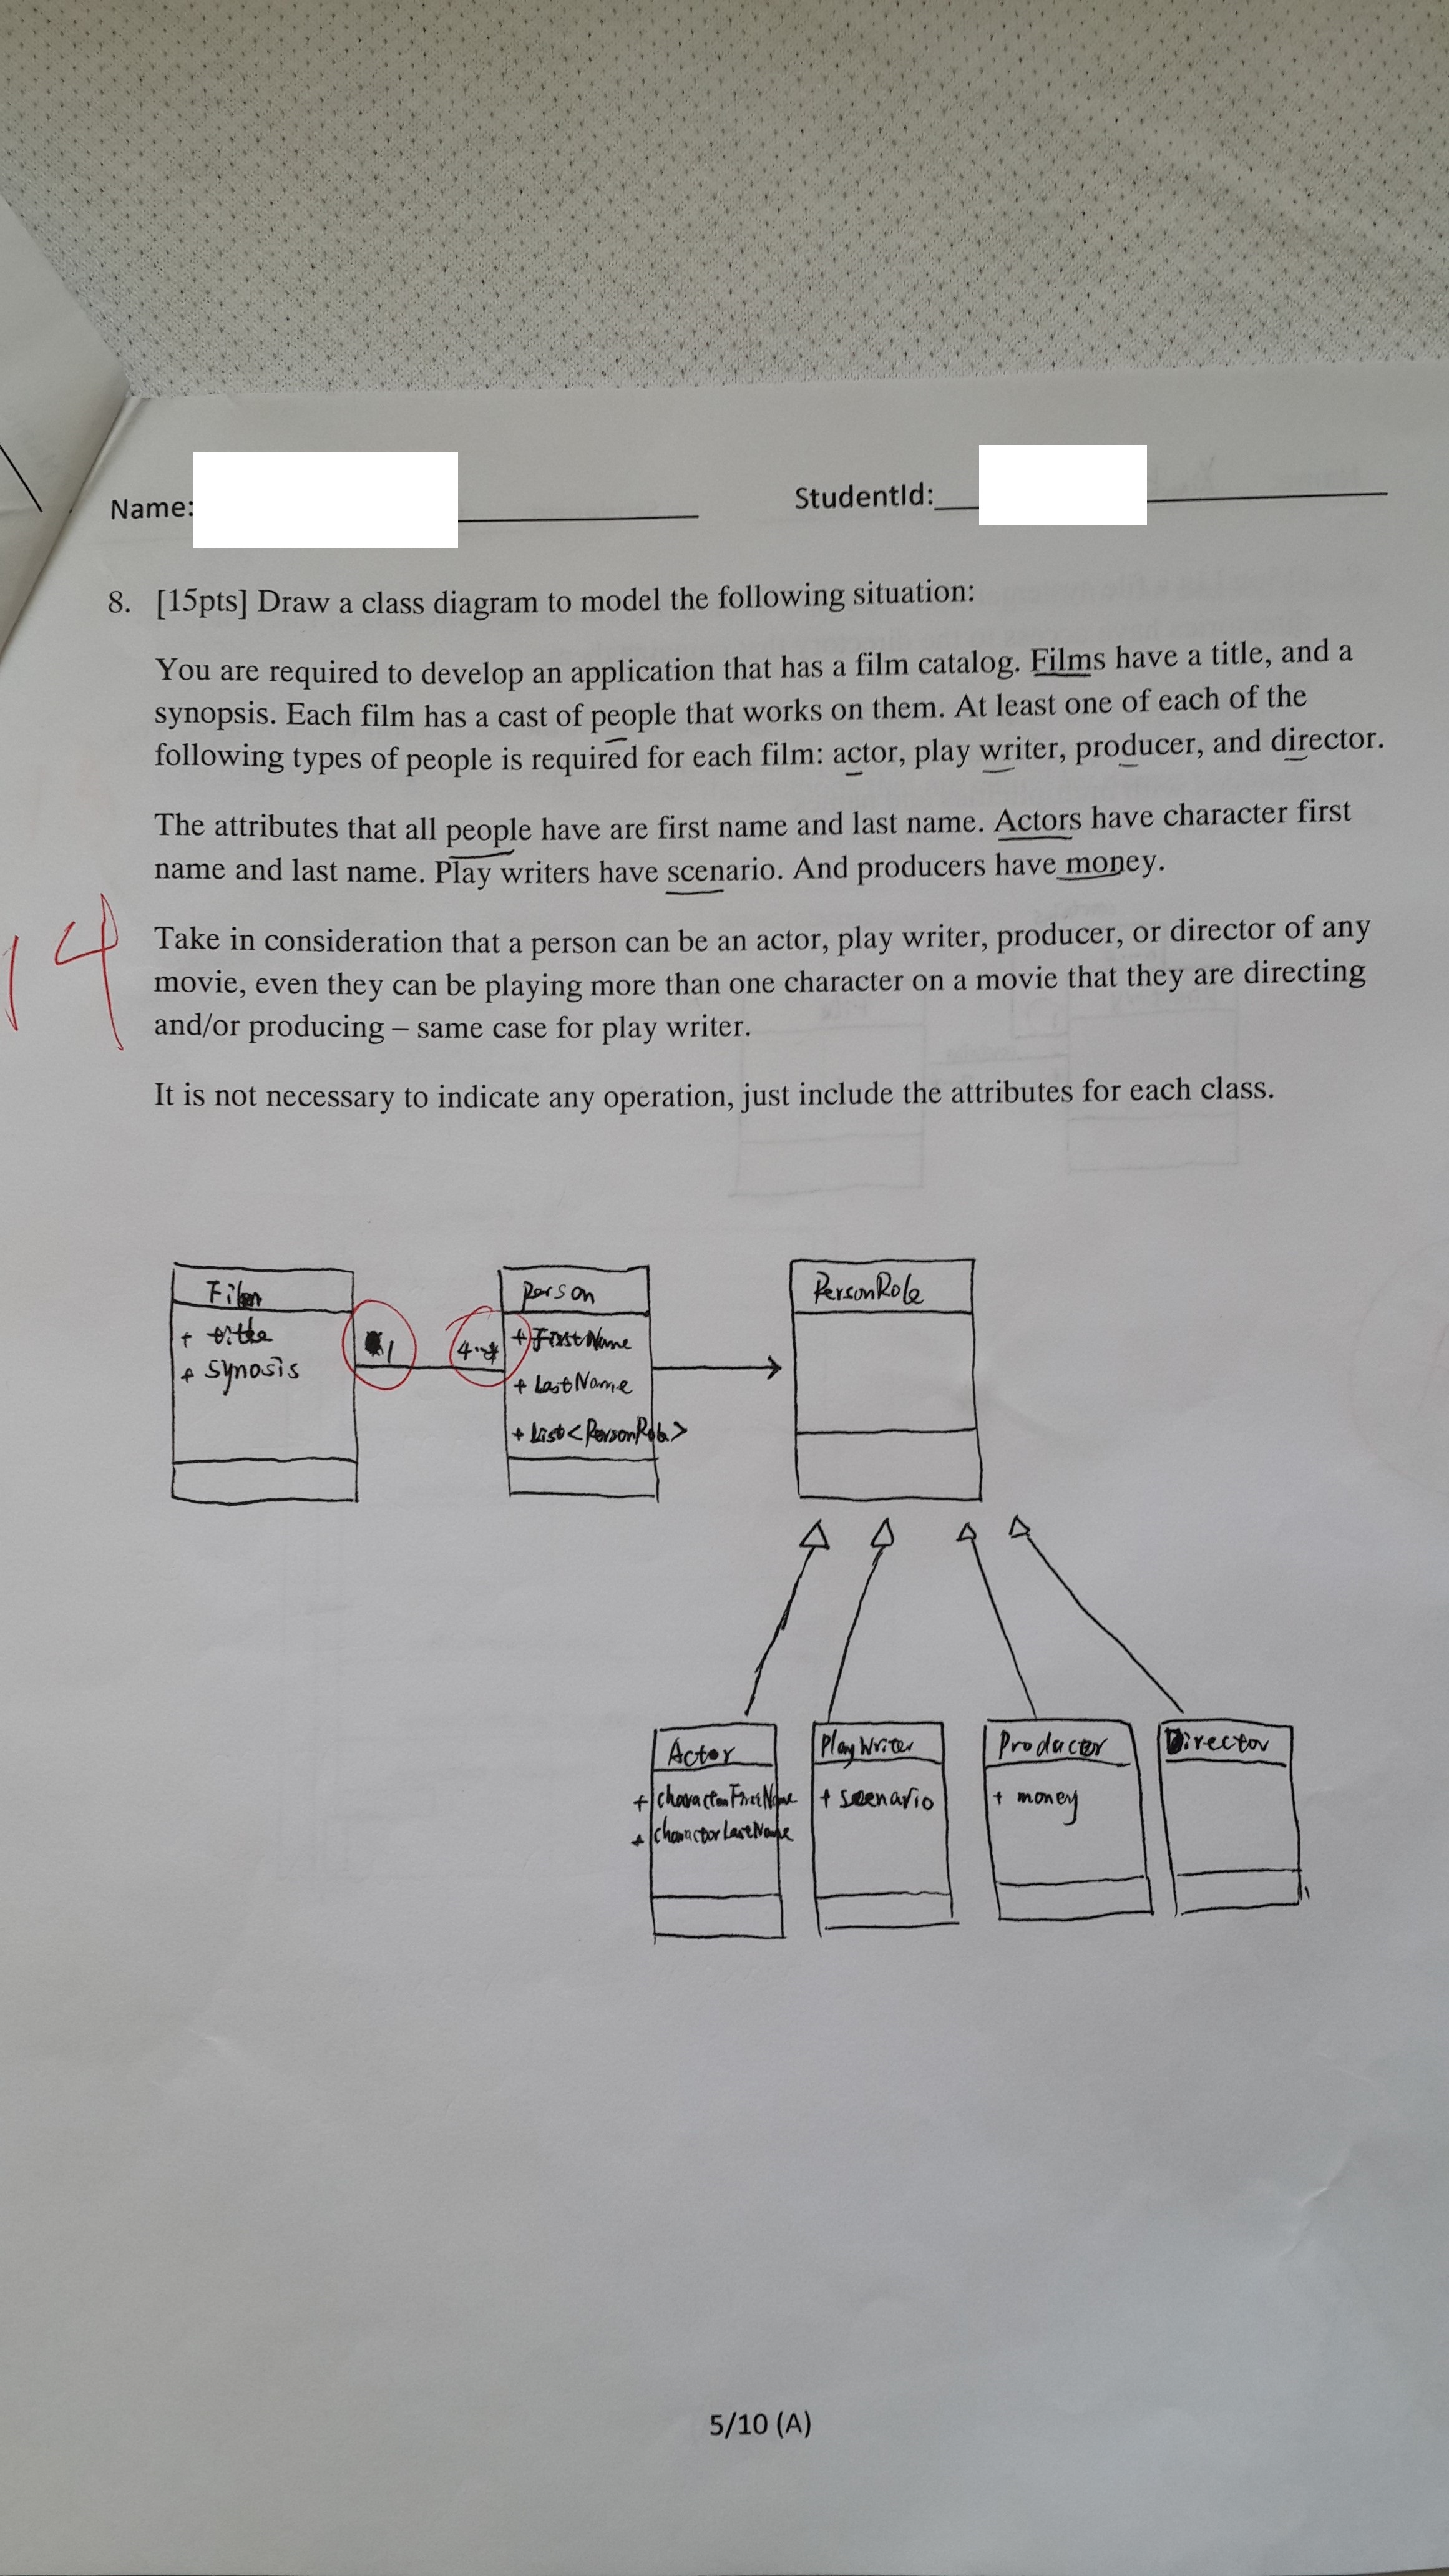 Name:
StudentId:
8. [15pts] Draw a class diagram to model the following situation:
You are required to develop an application that has a film catalog. Films have a title, and a
synopsis. Each film has a cast of people that works on them. At least one of each of the
following types of people is required for each film: actor, play writer, producer, and director.
The attributes that all people have are first name and last name. Actors have character first
name and last name. Play writers have scenario. And producers have money.
14
Take in consideration that a person can be an actor, play writer, producer, or director of any
movie, even they can be playing more than one character on a movie that they are directing
and/or producing – same case for play writer.
It is not necessary to indicate any operation, just include the attributes for each class.
Film
+ title
+ synosis
1
4..*
Person
+ FirstName
+ LastName
+ List<PersonRole>
PersonRole
Actor
+ characterFirstName
+ characterLastName
PlayWriter
+ scenario
Producer
+ money
Director
5/10 (A)